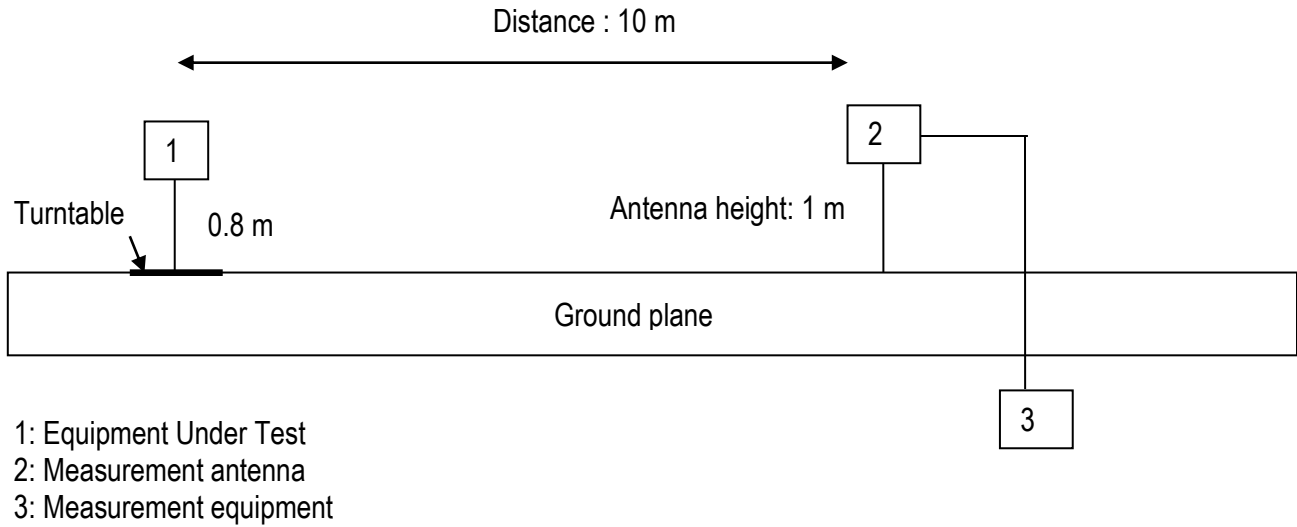 Distance : 10 m
1
2
Turntable
0.8 m
Antenna height: 1 m
Ground plane
3
1: Equipment Under Test
2: Measurement antenna
3: Measurement equipment